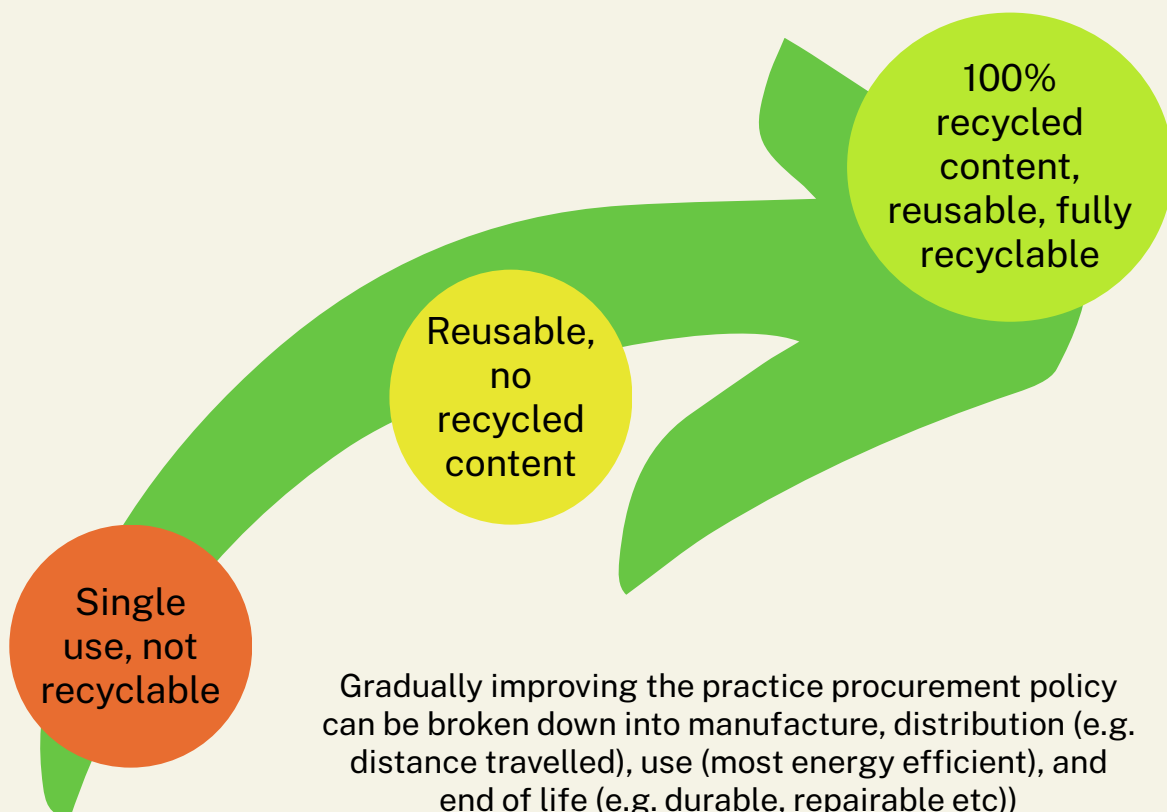 100%
recycled
content,
reusable, fully
recyclable
Reusable,
no
recycled
content
Single
use, not
recyclable
Gradually improving the practice procurement policy
can be broken down into manufacture, distribution (e.g.
distance travelled), use (most energy efficient), and
end of life (e.g. durable, repairable etc))